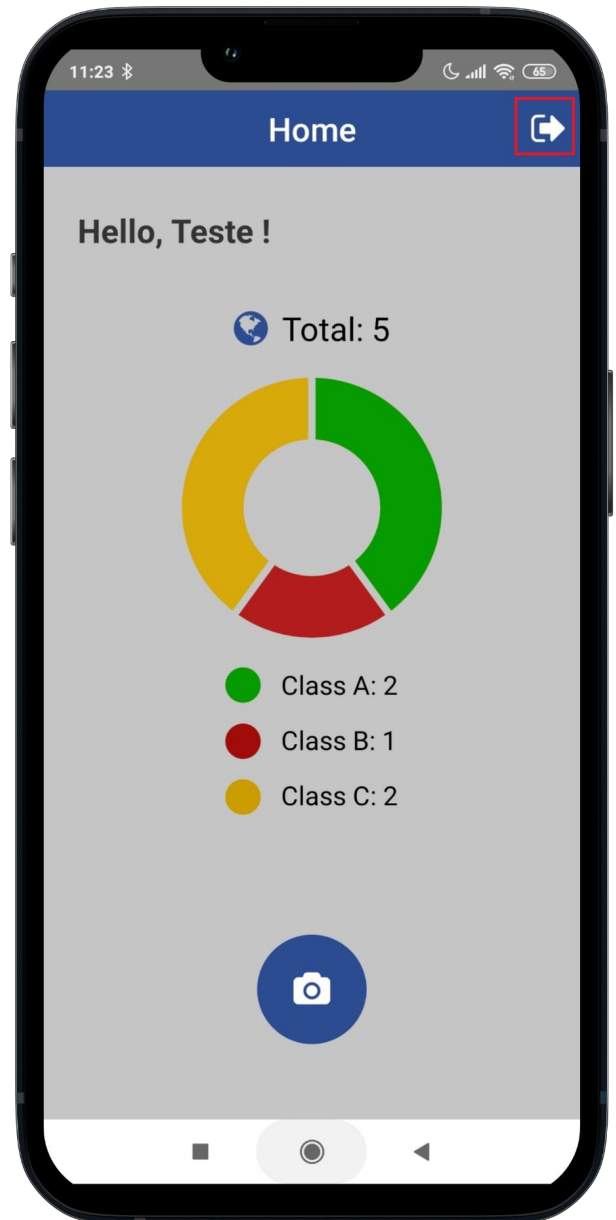 11:23
65
Home
Hello, Teste !
Total: 5
Class A: 2
Class B: 1
Class C: 2